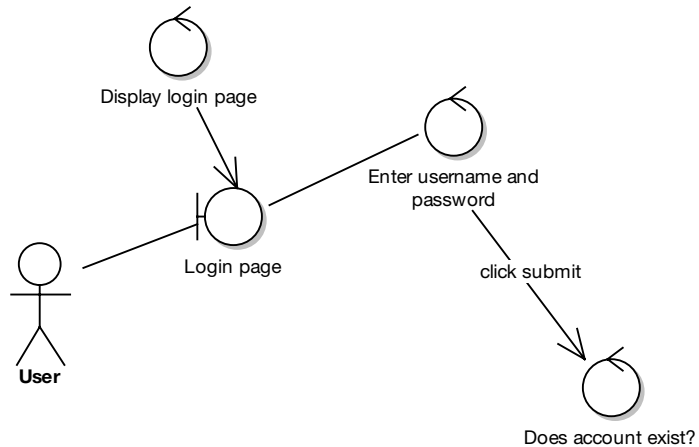 Display login page
Enter username and
password
Login page
click submit
User
Does account exist?